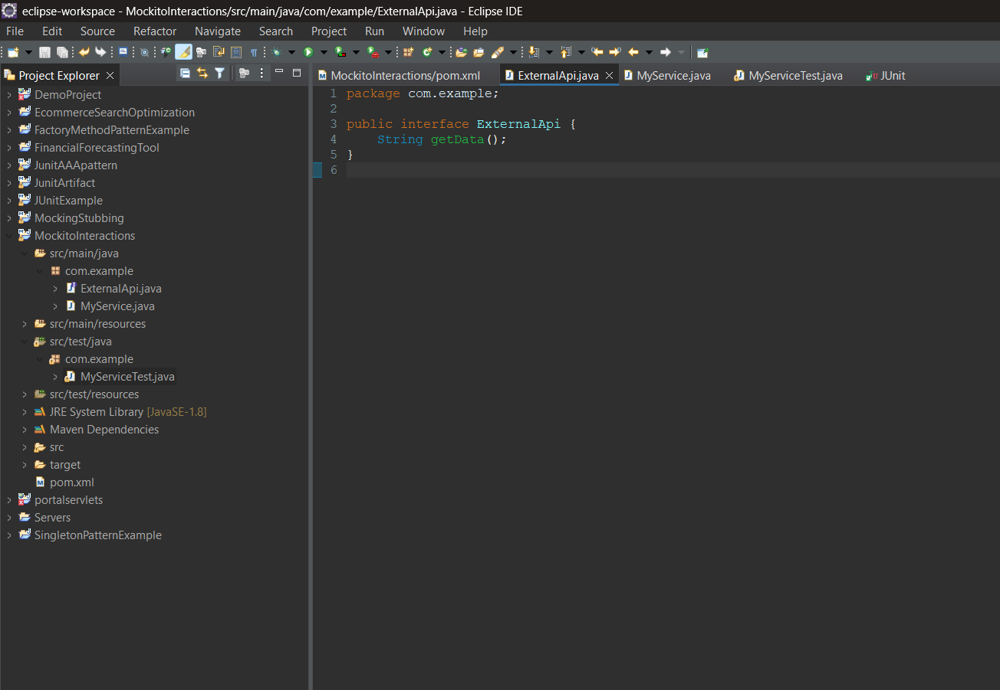 eclipse-workspace - MockitoInteractions/src/main/java/com/example/ExternalApi.java - Eclipse IDE
File Edit Source Refactor Navigate Search Project Run Window Help
Project Explorer
DemoProject
EcommerceSearchOptimization
FactoryMethodPatternExample
FinancialForecastingTool
JunitAAApattern
JunitArtifact
JUnitExample
MockingStubbing
MockitoInteractions
src/main/java
com.example
ExternalApi.java
MyService.java
src/main/resources
src/test/java
com.example
MyServiceTest.java
src/test/resources
JRE System Library [JavaSE-1.8]
Maven Dependencies
src
target
pom.xml
portalservlets
Servers
SingletonPatternExample
MockitoInteractions/pom.xml ExternalApi.java MyService.java MyServiceTest.java JUnit
1 package com.example;
2
3 public interface ExternalApi {
4 String getData();
5 }
6